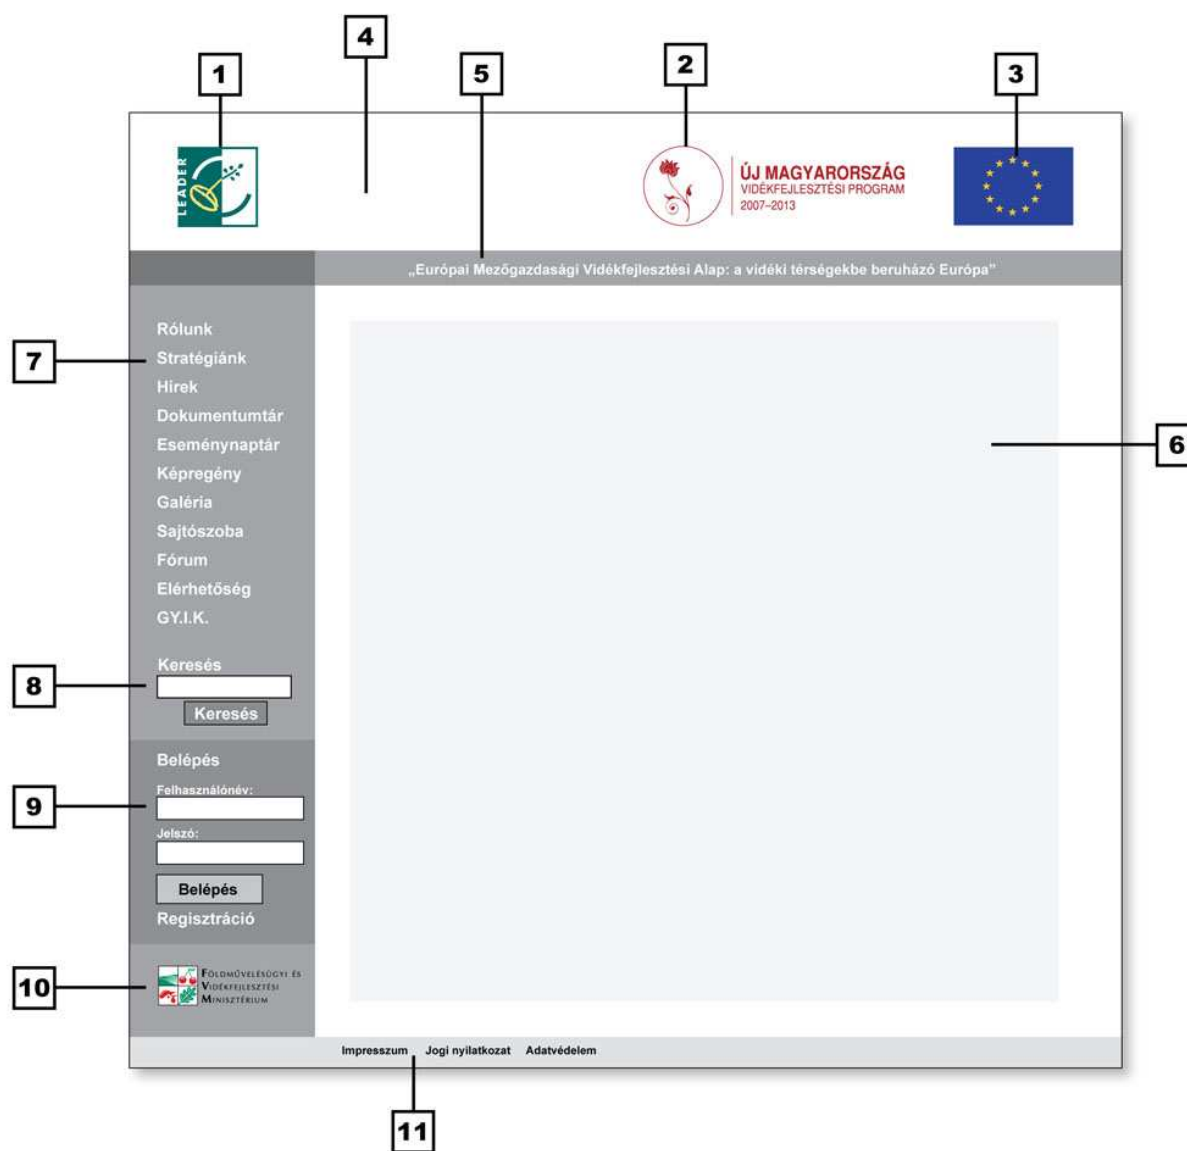 4
1
5
2
3
LEADER
ÚJ MAGYARORSZÁG
VIDÉKFEJLESZTÉSI PROGRAM
2007–2013
„Európai Mezőgazdasági Vidékfejlesztési Alap: a vidéki térségekbe beruházó Európa”
Rólunk
7
Stratégiánk
Hirek
Dokumentumtár
Eseménynaptár
6
Képregény
Galéria
Sajtószoba
Fórum
Elérhetőség
GY.I.K.
Keresés
8
Keresés
Belépés
Felhasználónév:
9
Jelszó:
Belépés
Regisztráció
10
FÖLDMŰVELÉSÜGYI ÉS
VIDÉKFEJLESZTÉSI
MINISZTÉRIUM
Impresszum Jogi nyilatkozat Adatvédelem
11